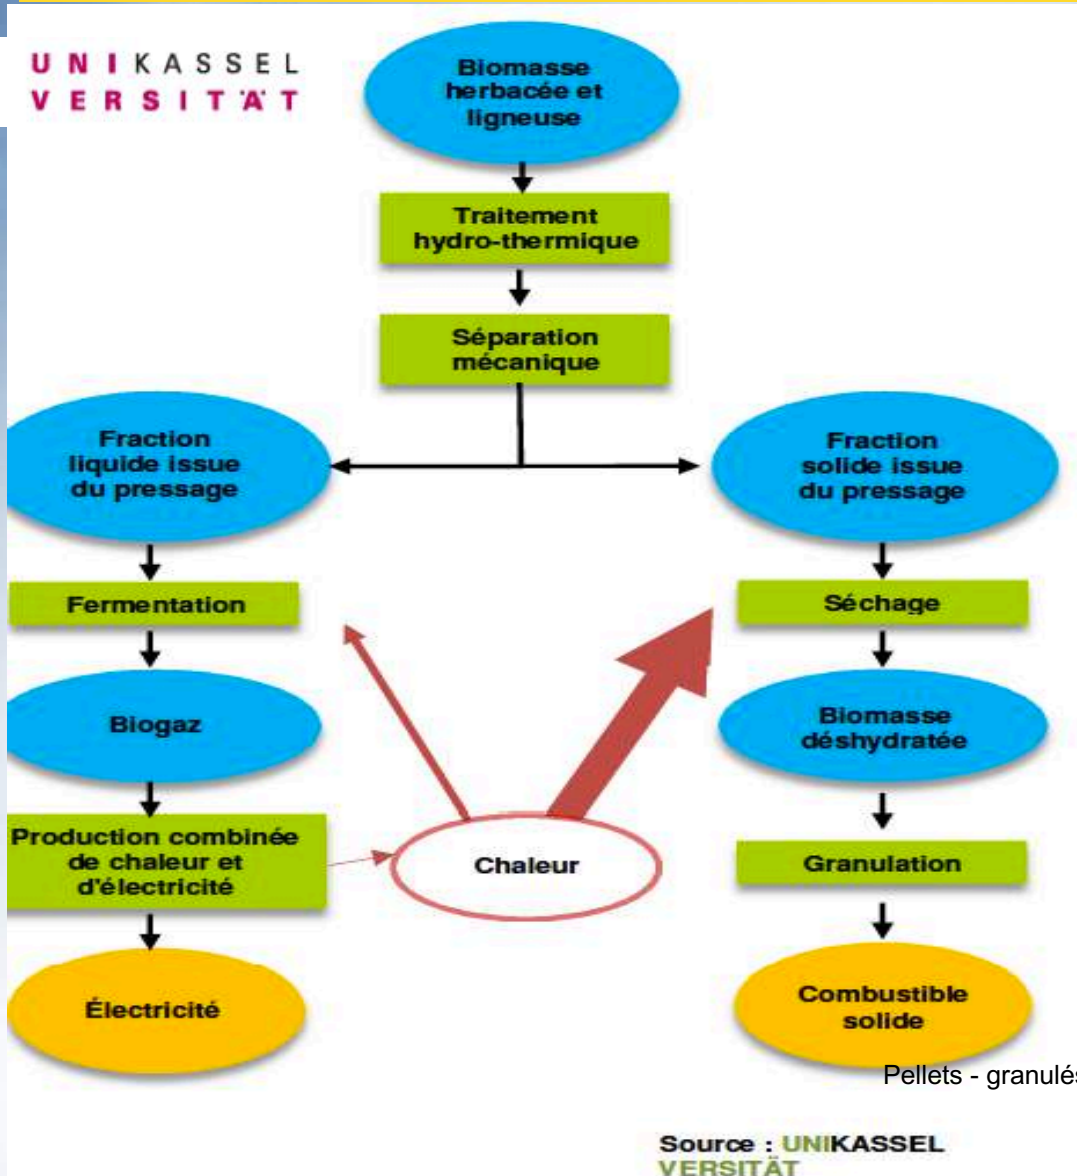 UNIKASSEL
VERSITÄT
Biomasse
herbacée et
ligneuse
Traitement
hydro-thermique
Séparation
mécanique
Fraction
liquide issue
du pressage
Fraction
solide issue
du pressage
Fermentation
Séchage
Biogaz
Biomasse
déshydratée
Production combinée
de chaleur et
d'électricité
Chaleur
Granulation
Électricité
Combustible
solide
Pellets - granulés
Source : UNIKASSEL
VERSITÄT